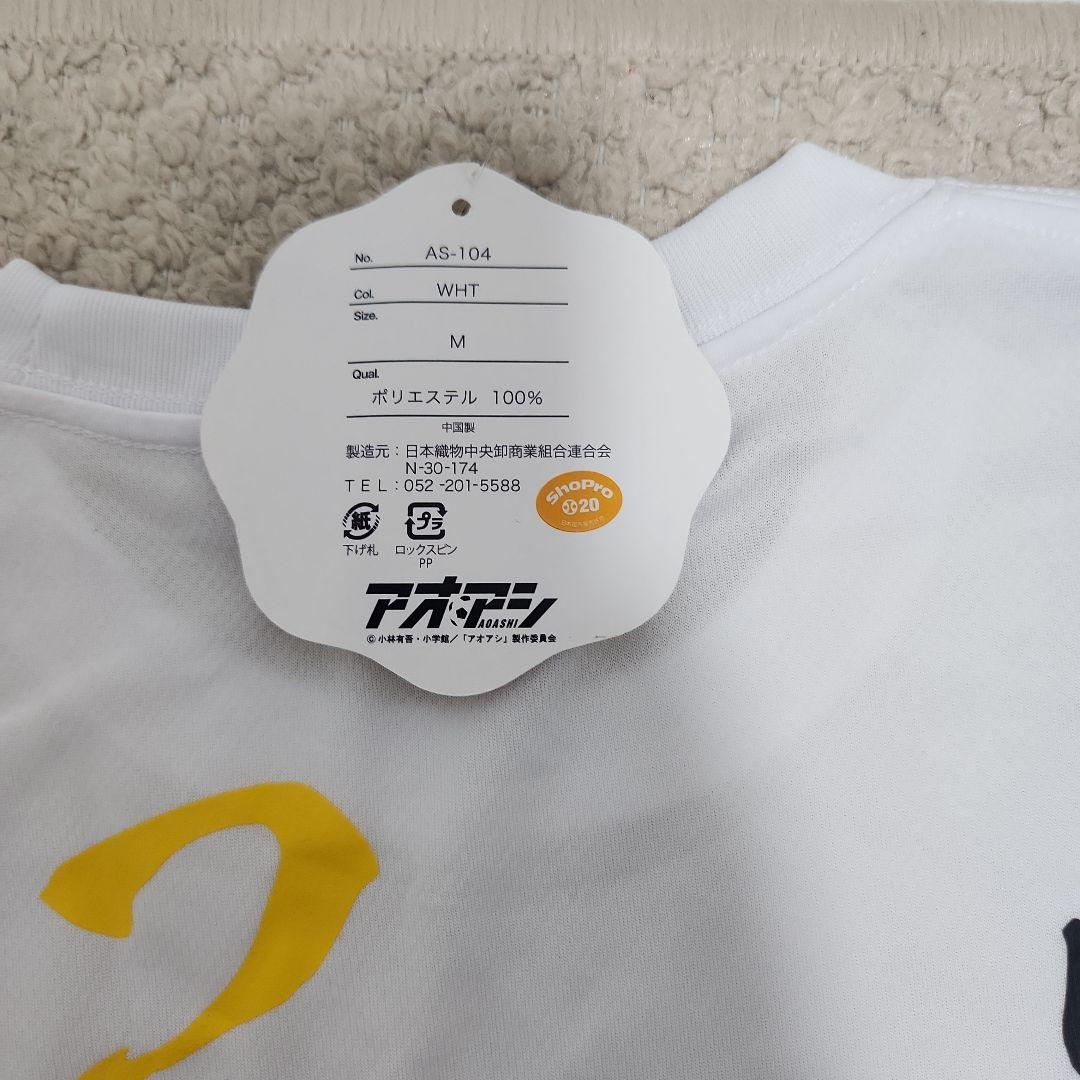 No. AS-104
Col. WHT
Size.
M
Qual.
ポリエステル 100%
中国製
製造元：日本織物中央卸商業組合連合会
N-30-174
TEL：052-201-5588
ShoPro
20
紙
下げ札
プラ
ロックスピン
PP
アオアシ
AOASHI
©小林有吾・小学館／「アオアシ」製作委員会